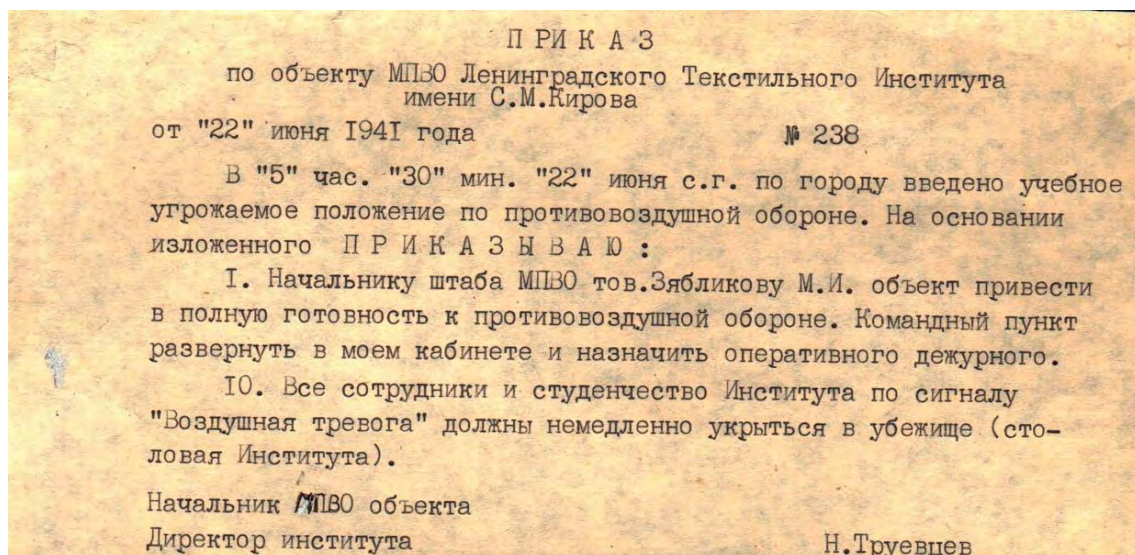 П РИ К А З
по объекту МПВО Ленинградского Текстильного Института
имени С.М.Кирова
от "22" июня I94I года № 238
В "5" час. "30" мин. "22" июня с.г. по городу введено учебное
угрожаемое положение по противовоздушной обороне. На основании
изложенного П Р И К А З Ы В А Ю :
I. Начальнику штаба МПВО тов.Зябликову М.И. объект привести
в полную готовность к противовоздушной обороне. Командный пункт
развернуть в моем кабинете и назначить оперативного дежурного.
IO. Все сотрудники и студенчество Института по сигналу
"Воздушная тревога" должны немедленно укрыться в убежище (сто-
ловая Института).
Начальник МПВО объекта
Директор института Н.Труевцев